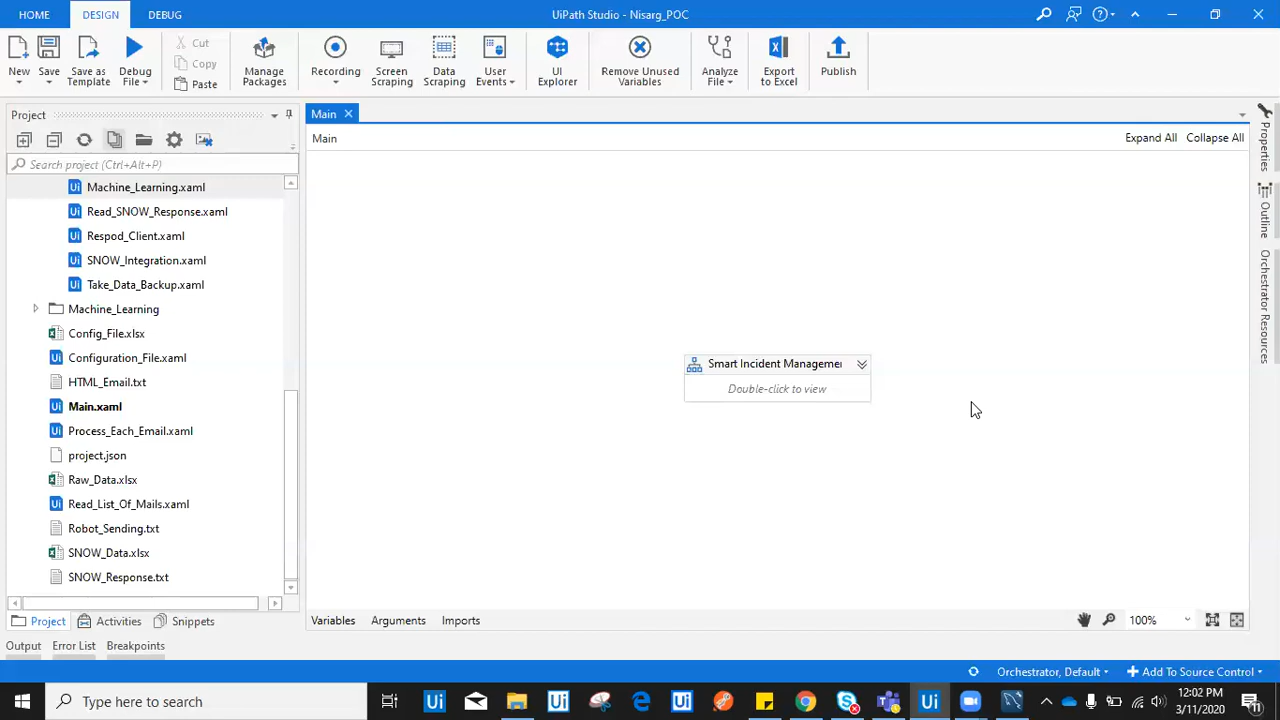 HOME DESIGN DEBUG UiPath Studio - Nisarg_POC
New Save Save as Template Debug File Cut Copy Paste Manage Packages Recording Screen Scraping Data Scraping User Events UI Explorer Remove Unused Variables Analyze File Export to Excel Publish
Project
Search project (Ctrl+Alt+P)
Machine_Learning.xaml
Read_SNOW_Response.xaml
Respod_Client.xaml
SNOW_Integration.xaml
Take_Data_Backup.xaml
Machine_Learning
Config_File.xlsx
Configuration_File.xaml
HTML_Email.txt
Main.xaml
Process_Each_Email.xaml
project.json
Raw_Data.xlsx
Read_List_Of_Mails.xaml
Robot_Sending.txt
SNOW_Data.xlsx
SNOW_Response.txt
Project Activities Snippets
Main
Main Expand All Collapse All
Smart Incident Managemer
Double-click to view
Variables Arguments Imports 100%
Properties
Outline
Orchestrator Resources
Output Error List Breakpoints
Orchestrator, Default Add To Source Control
Type here to search
12:02 PM
3/11/2020
11